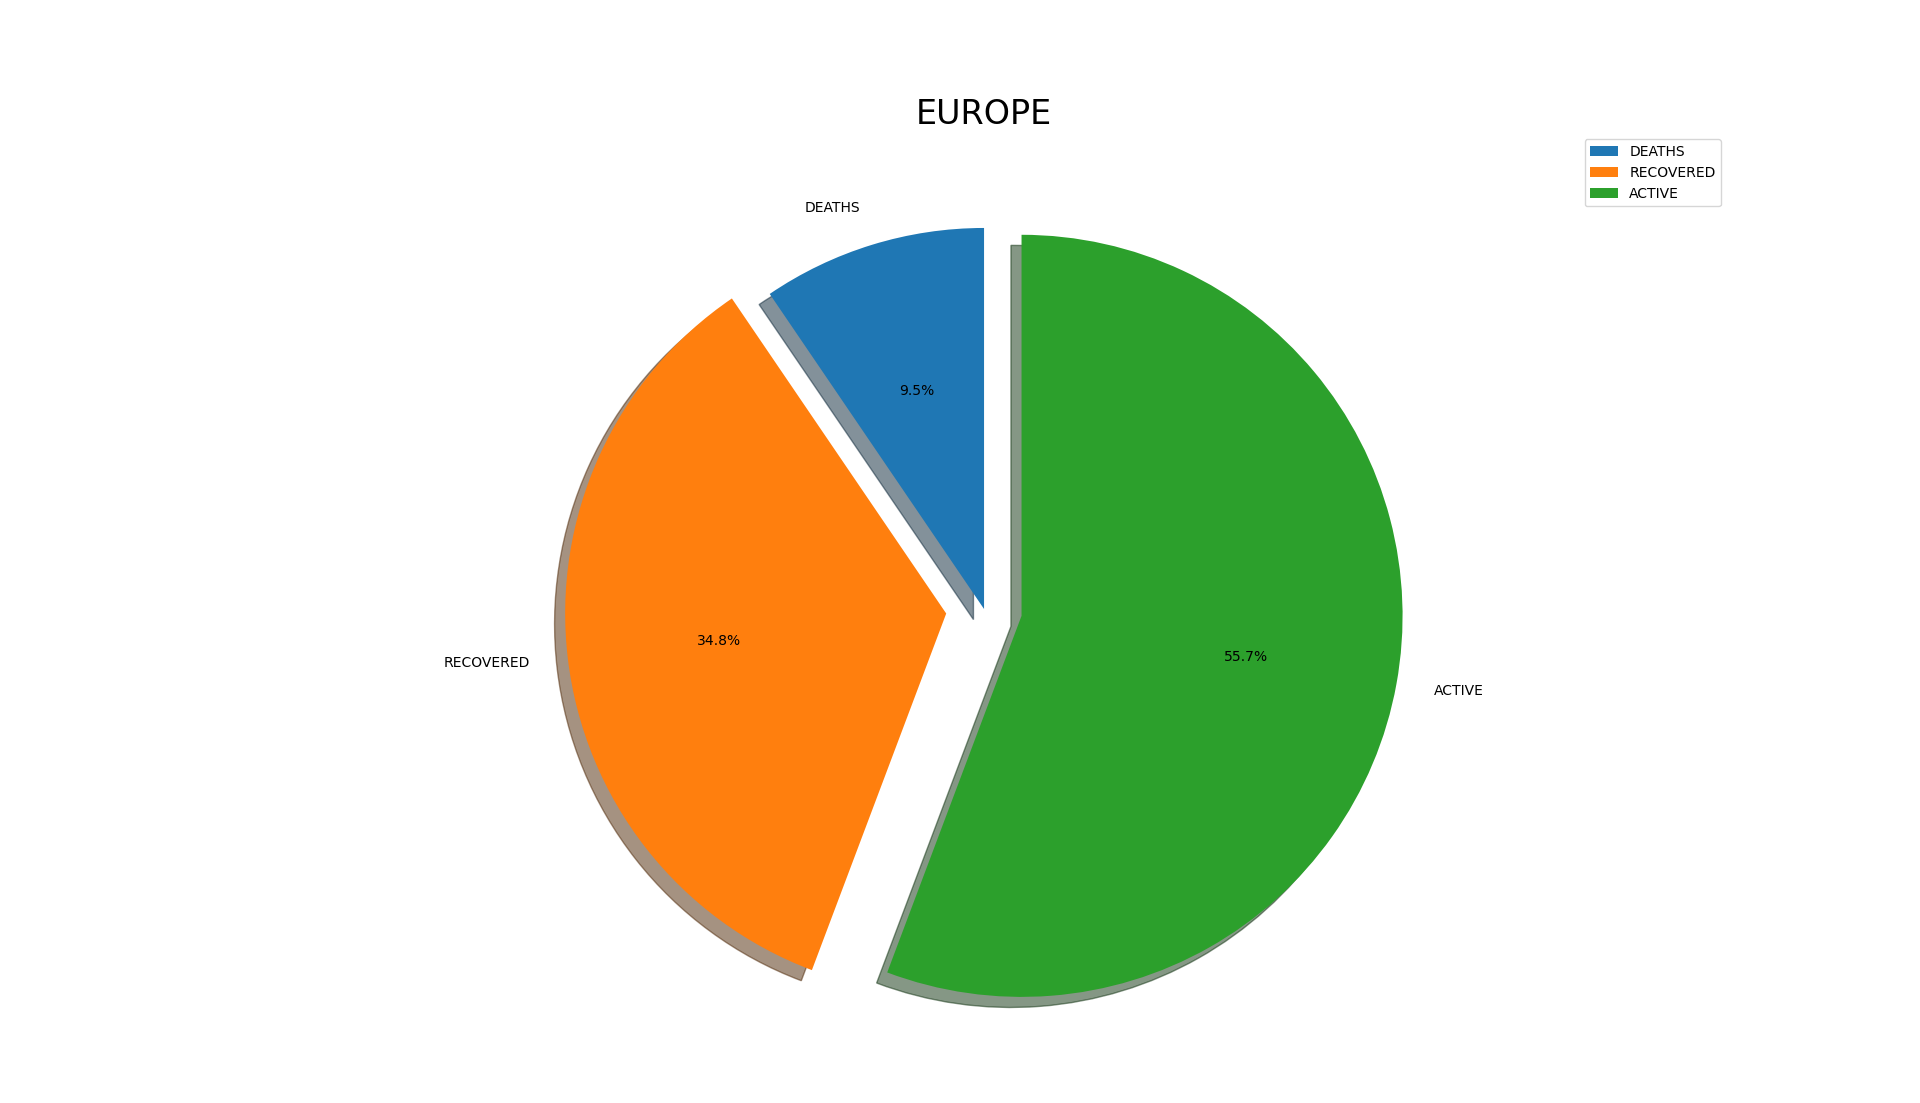 EUROPE
DEATHS
RECOVERED
ACTIVE
DEATHS
9.5%
34.8%
RECOVERED
55.7%
ACTIVE